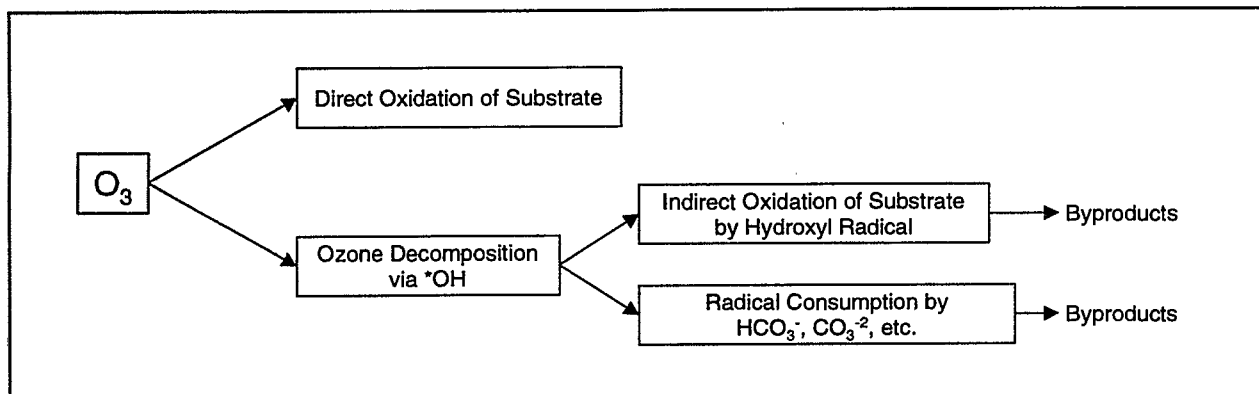 Direct Oxidation of Substrate
O₃
Indirect Oxidation of Substrate
by Hydroxyl Radical
Byproducts
Ozone Decomposition
via *OH
Radical Consumption by
HCO₃⁻, CO₃⁻², etc.
Byproducts